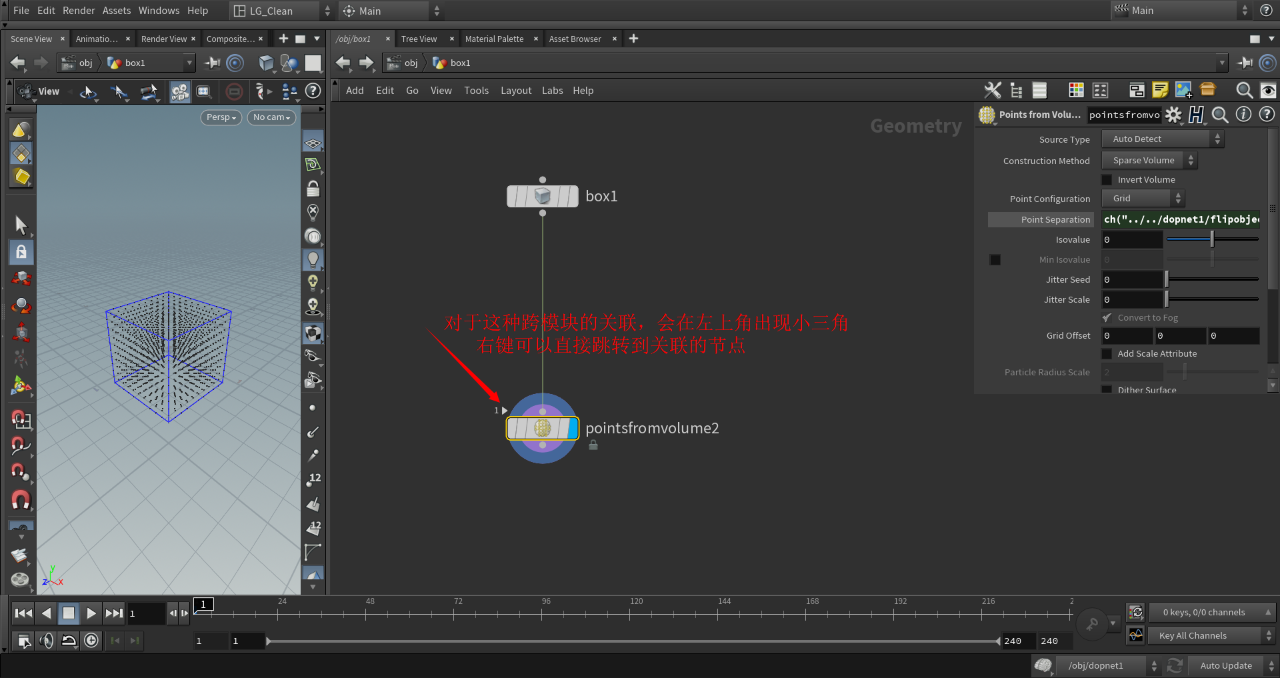 File Edit Render Assets Windows Help LG_Clean Main Main
Scene View Animatio... Render View Composite... /obj/box1 Tree View Material Palette Asset Browser
obj box1 obj box1
View Add Edit Go View Tools Layout Labs Help
Persp No cam Geometry
Points from Volu... pointsfromvo
Source Type Auto Detect
Construction Method Sparse Volume
Invert Volume
Point Configuration Grid
Point Separation ch("../../dopnet1/flipobje
Isovalue 0
Min Isovalue 0
Jitter Seed 0
Jitter Scale 0
Convert to Fog
Grid Offset 0 0 0
Add Scale Attribute
Particle Radius Scale 2
Dither Surface
box1
对于这种跨模块的关联，会在左上角出现小三角
右键可以直接跳转到关联的节点
1
pointsfromvolume2
12
12
y
z x
1 1 24 48 72 96 120 144 168 192 216 2
0 keys, 0/0 channels
1 1 240 240 Key All Channels
/obj/dopnet1 Auto Update